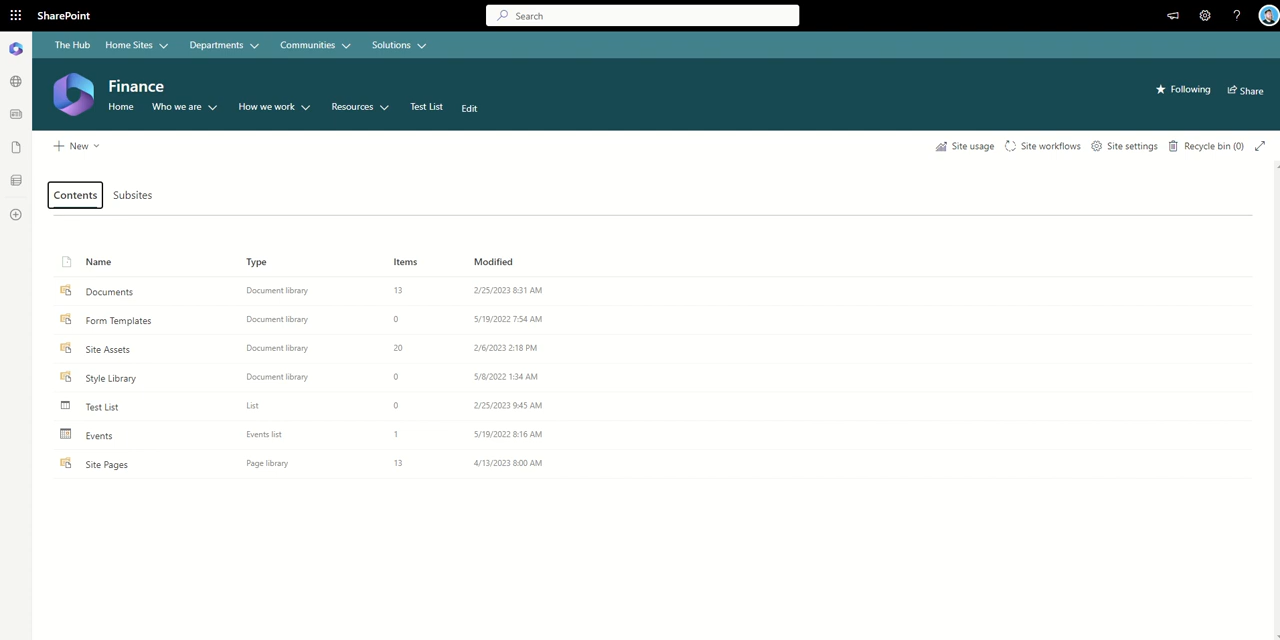 SharePoint Search
The Hub Home Sites Departments Communities Solutions
Finance
Home Who we are How we work Resources Test List Edit
Following Share
New Site usage Site workflows Site settings Recycle bin (0)
Contents Subsites
Name Type Items Modified
Documents Document library 13 2/25/2023 8:31 AM
Form Templates Document library 0 5/19/2022 7:54 AM
Site Assets Document library 20 2/6/2023 2:18 PM
Style Library Document library 0 5/8/2022 1:34 AM
Test List List 0 2/25/2023 9:45 AM
Events Events list 1 5/19/2022 8:16 AM
Site Pages Page library 13 4/13/2023 8:00 AM